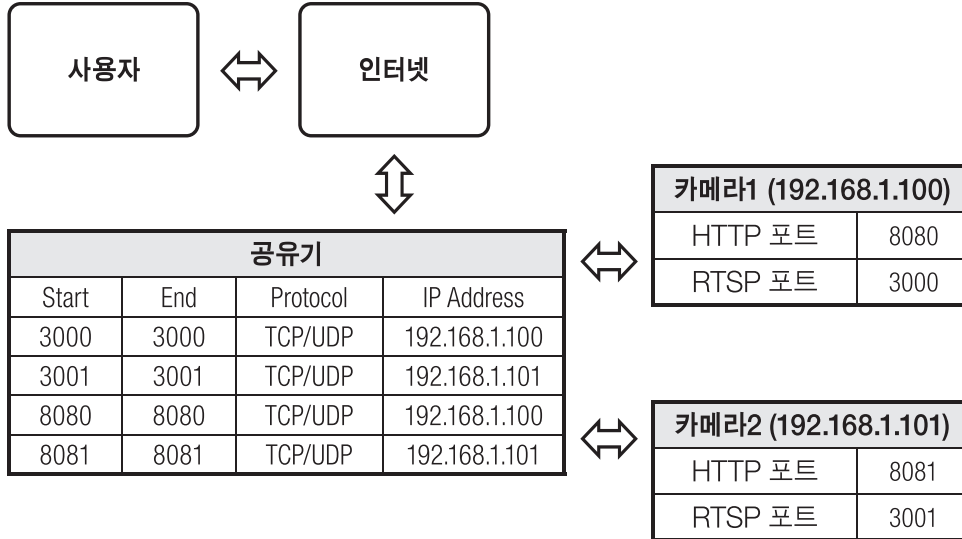 사용자
인터넷
공유기
Start End Protocol IP Address
3000 3000 TCP/UDP 192.168.1.100
3001 3001 TCP/UDP 192.168.1.101
8080 8080 TCP/UDP 192.168.1.100
8081 8081 TCP/UDP 192.168.1.101
카메라1 (192.168.1.100)
HTTP 포트 8080
RTSP 포트 3000
카메라2 (192.168.1.101)
HTTP 포트 8081
RTSP 포트 3001